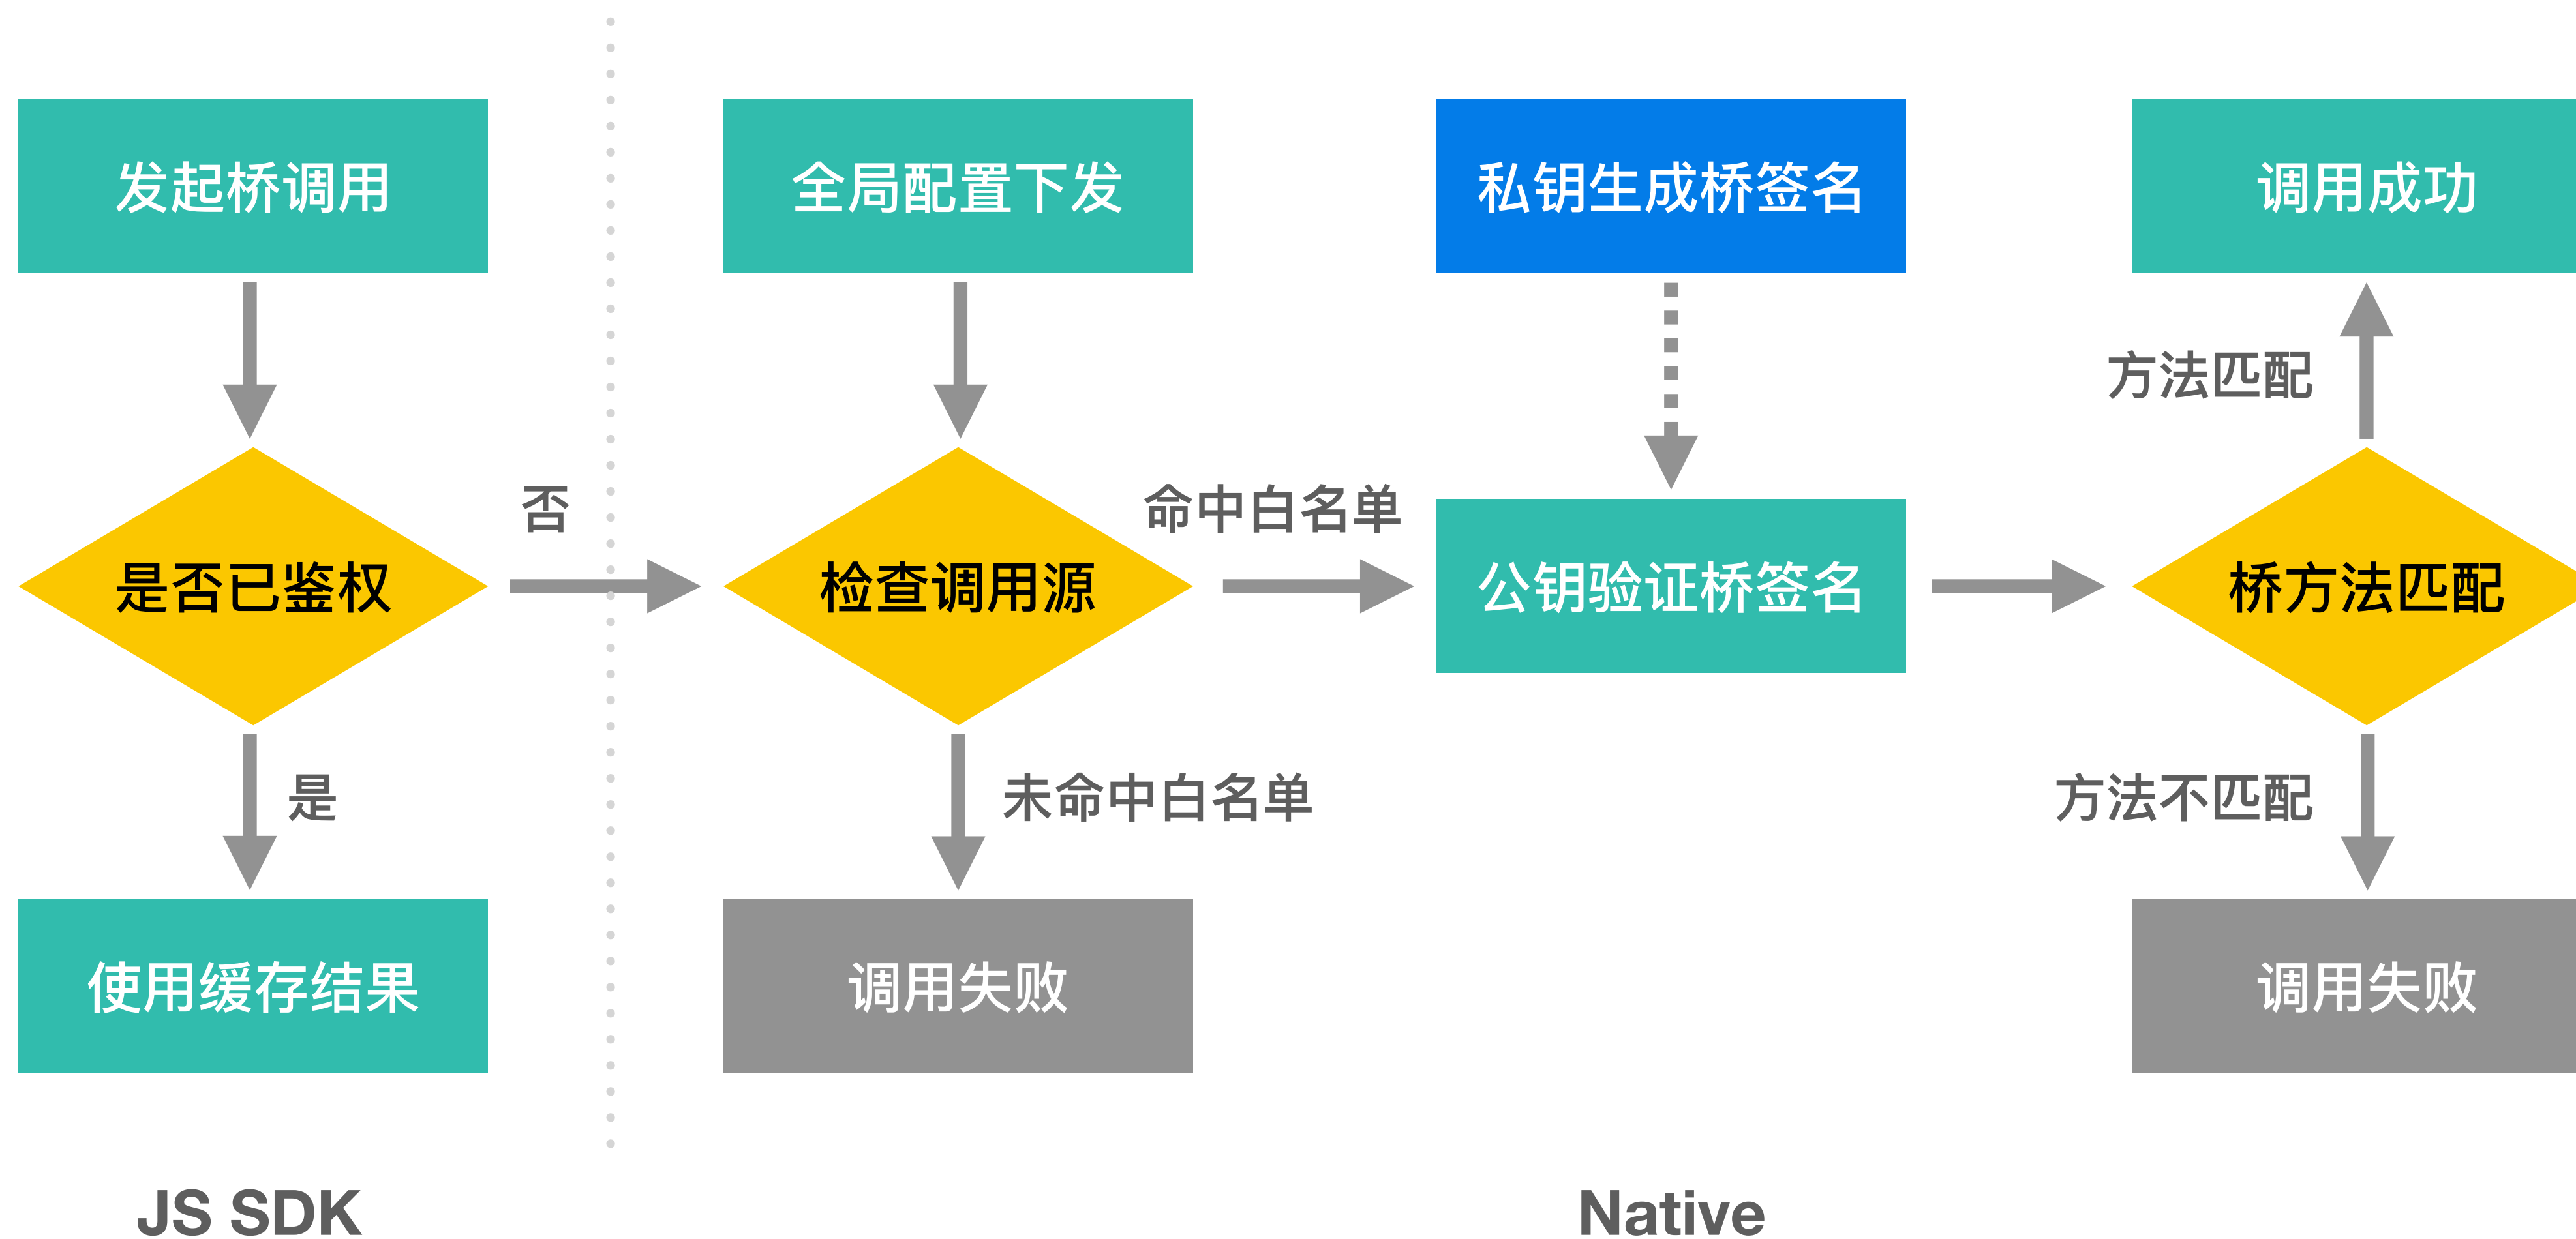 发起桥调用
全局配置下发
私钥生成桥签名
调用成功
方法匹配
否
命中白名单
是否已鉴权
检查调用源
公钥验证桥签名
桥方法匹配
是
未命中白名单
方法不匹配
使用缓存结果
调用失败
调用失败
JS SDK
Native